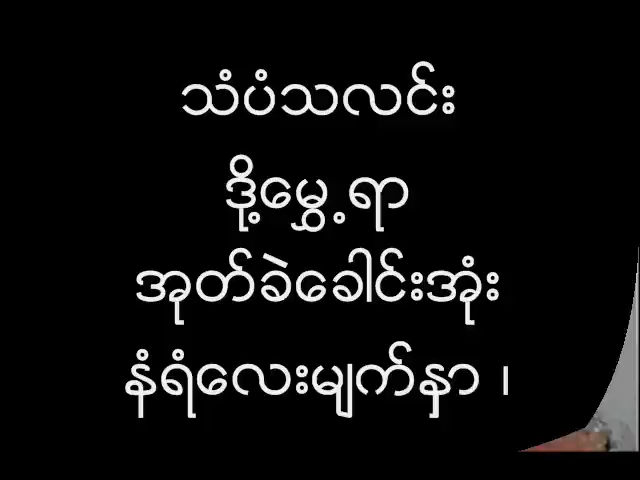 သံပံသလင်း
ဒို့မွှေ့ရာ
အုတ်ခဲခေါင်းအုံး
နံရံလေးမျက်နှာ ၊